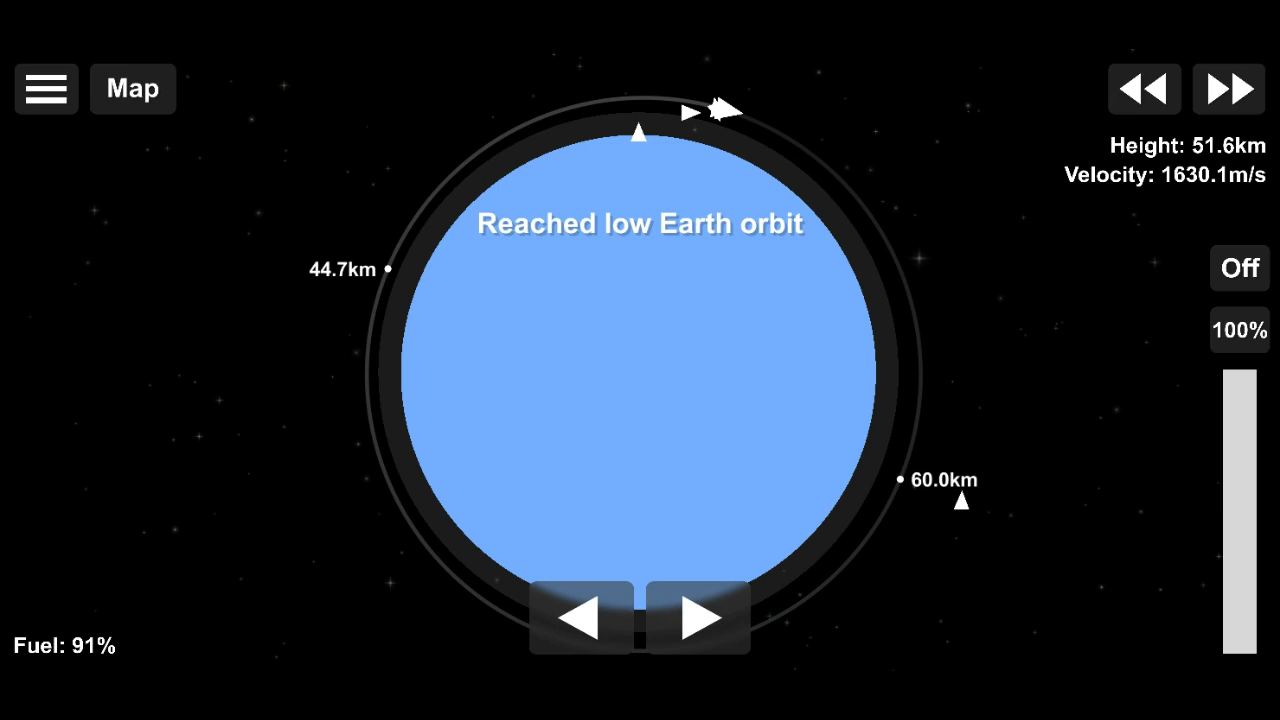 Map
Height: 51.6km
Velocity: 1630.1m/s
Reached low Earth orbit
44.7km
Off
100%
60.0km
Fuel: 91%